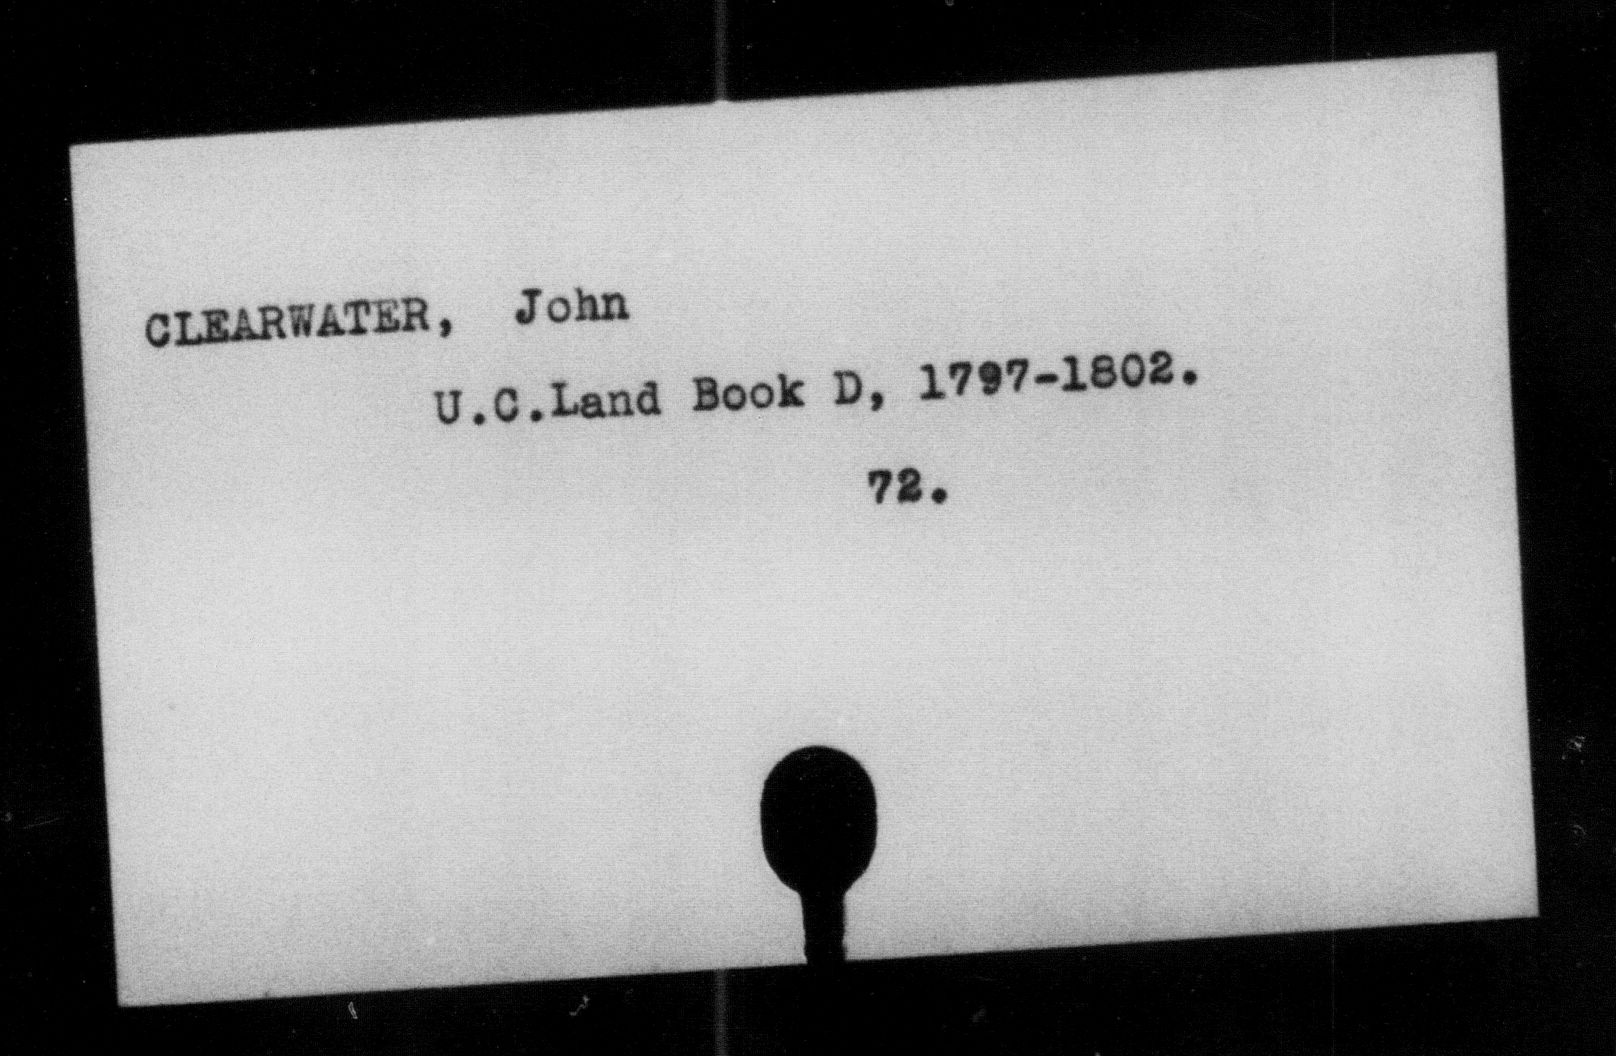 CLEARWATER, John
U.C.Land Book D, 1797-1802.
72.